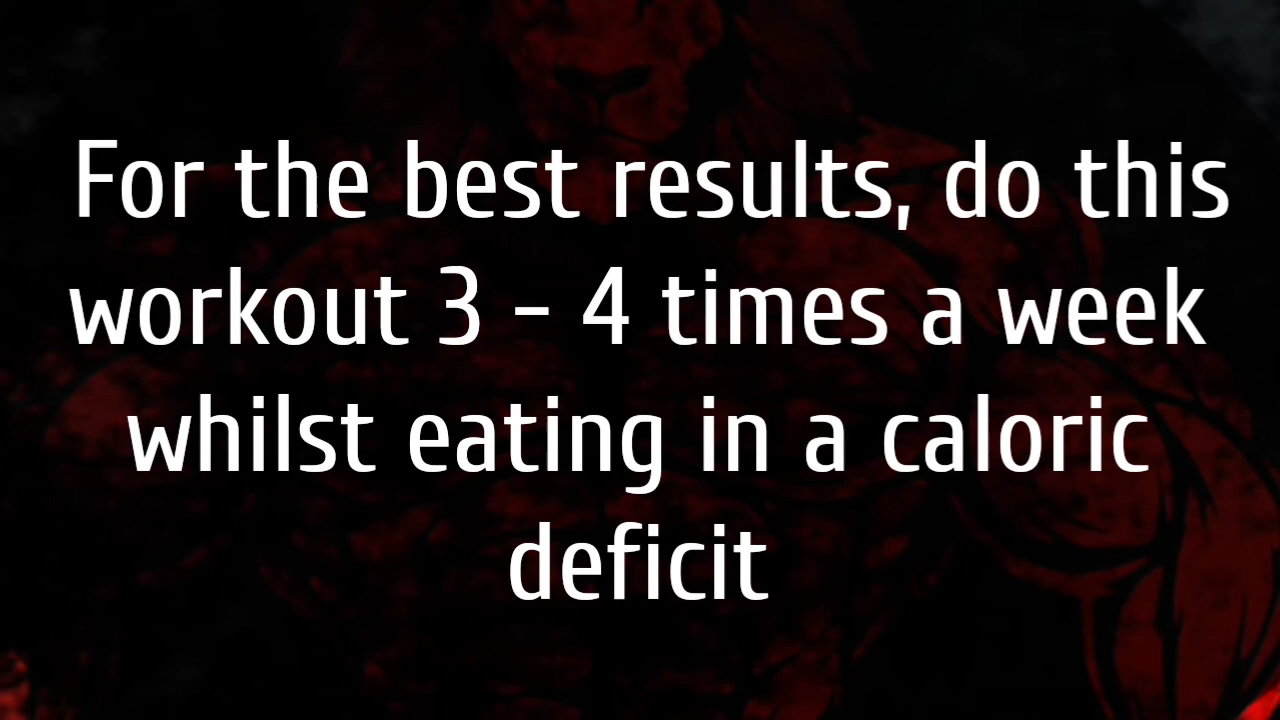 For the best results, do this
workout 3 - 4 times a week
whilst eating in a caloric
deficit